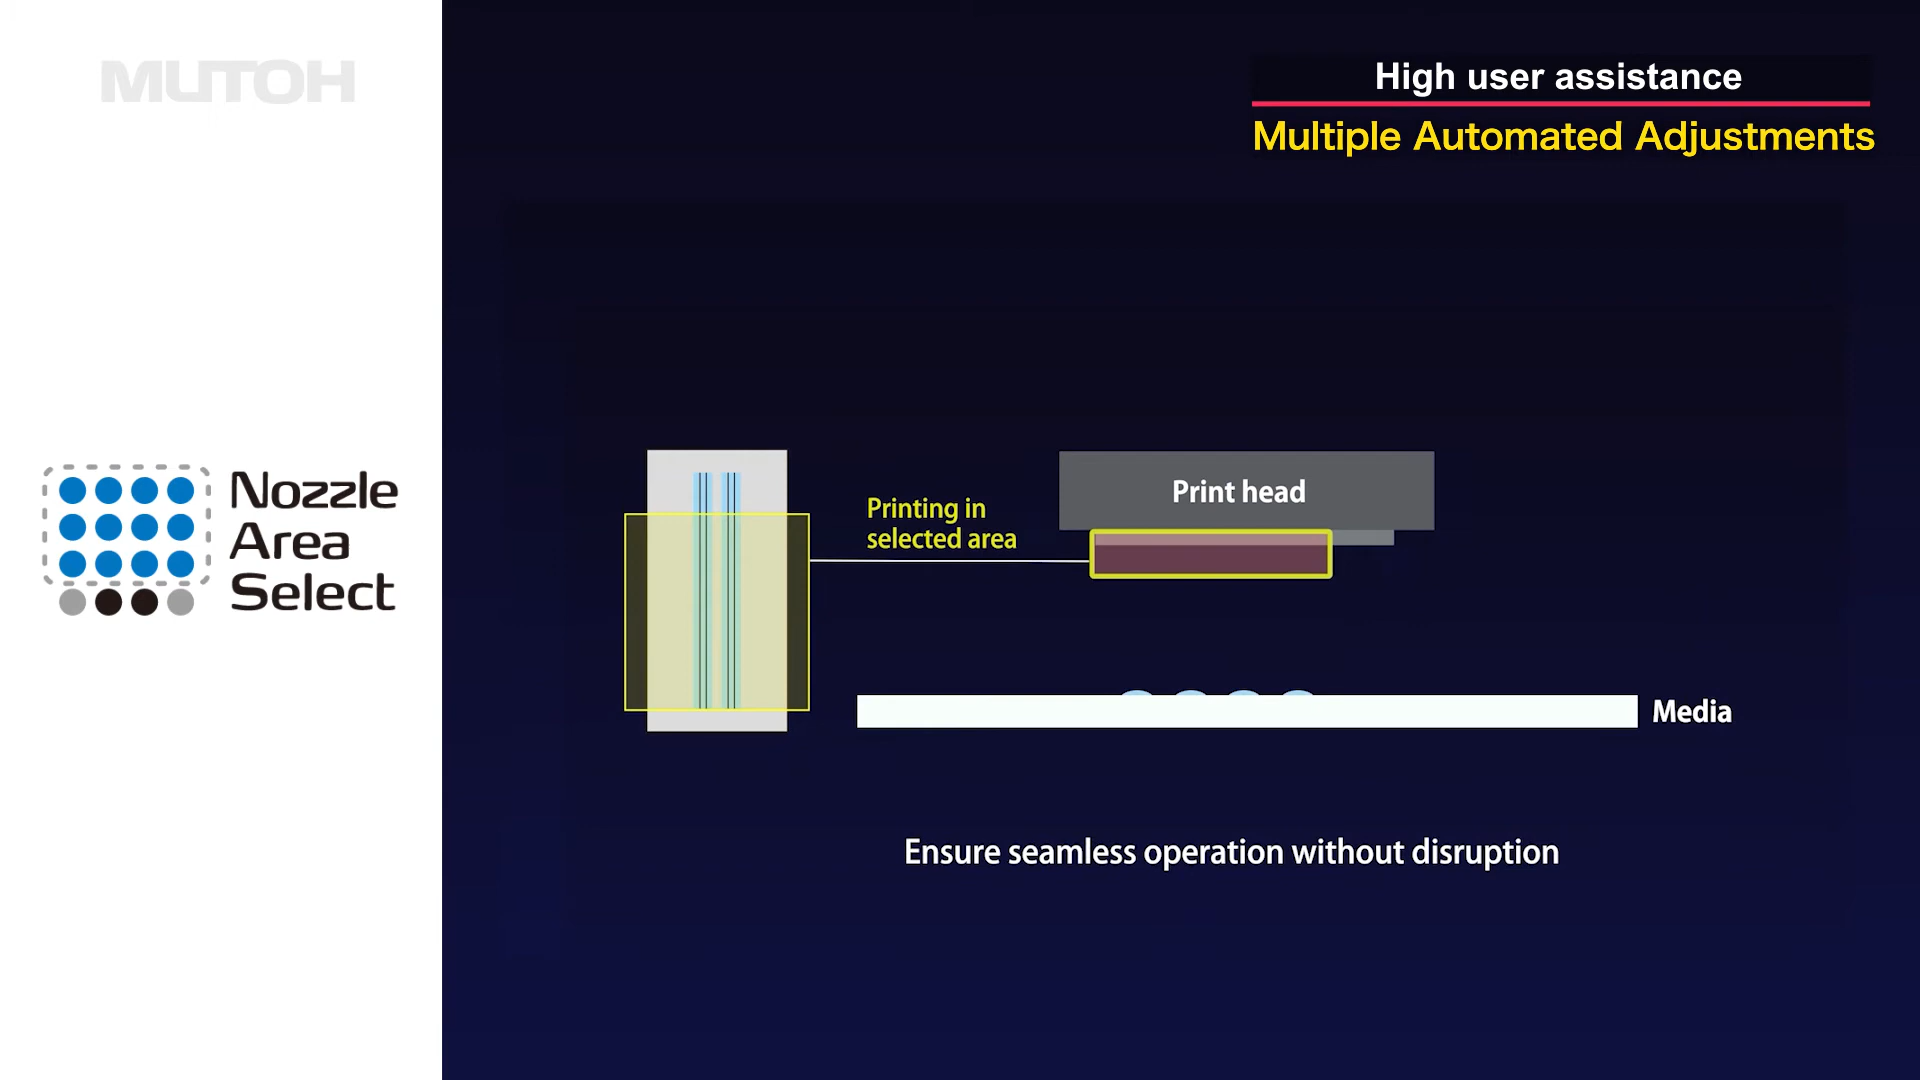 MUTOH
High user assistance
Multiple Automated Adjustments
Nozzle
Area
Select
Printing in
selected area
Print head
Media
Ensure seamless operation without disruption